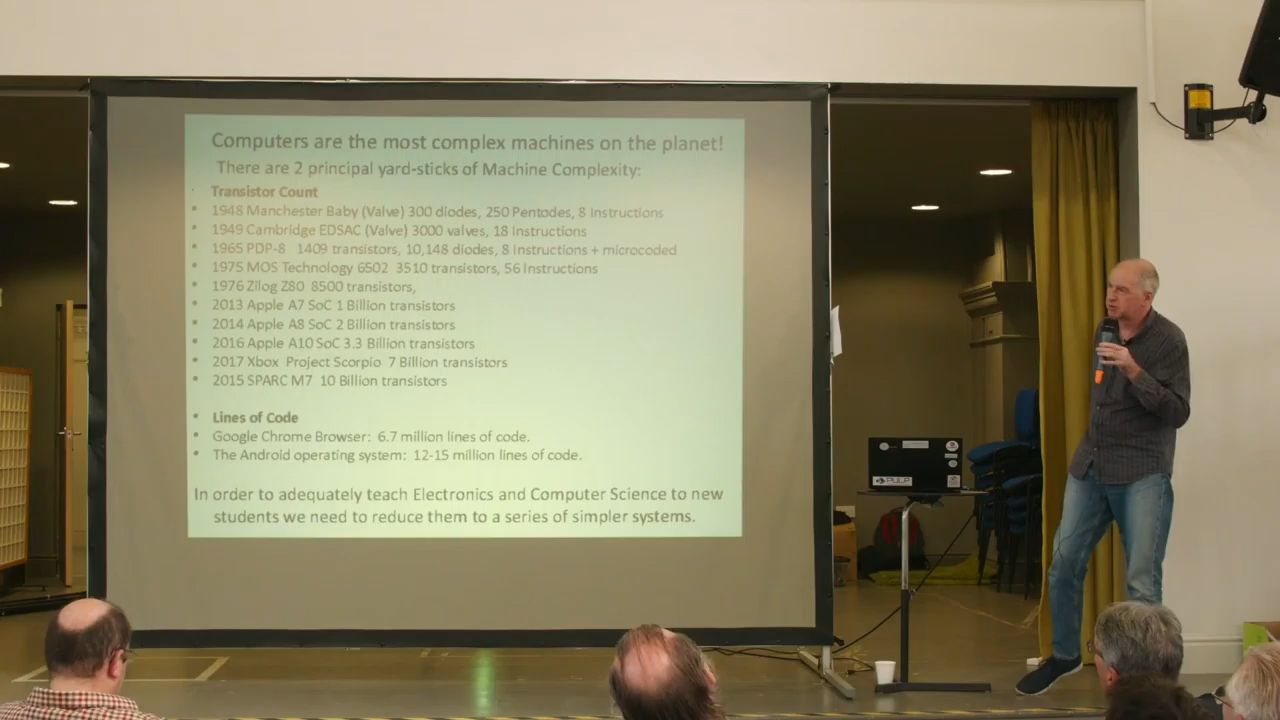 Computers are the most complex machines on the planet!
There are 2 principal yard-sticks of Machine Complexity:
Transistor Count
• 1948 Manchester Baby (Valve) 300 diodes, 250 Pentodes, 8 Instructions
• 1949 Cambridge EDSAC (Valve) 3000 valves, 18 Instructions
• 1965 PDP-8 1409 transistors, 10,148 diodes, 8 Instructions + microcoded
• 1975 MOS Technology 6502 3510 transistors, 56 Instructions
• 1976 Zilog Z80 8500 transistors,
• 2013 Apple A7 SoC 1 Billion transistors
• 2014 Apple A8 SoC 2 Billion transistors
• 2016 Apple A10 SoC 3.3 Billion transistors
• 2017 Xbox Project Scorpio 7 Billion transistors
• 2015 SPARC M7 10 Billion transistors
• Lines of Code
• Google Chrome Browser: 6.7 million lines of code.
• The Android operating system: 12-15 million lines of code.
In order to adequately teach Electronics and Computer Science to new
students we need to reduce them to a series of simpler systems.
PULP